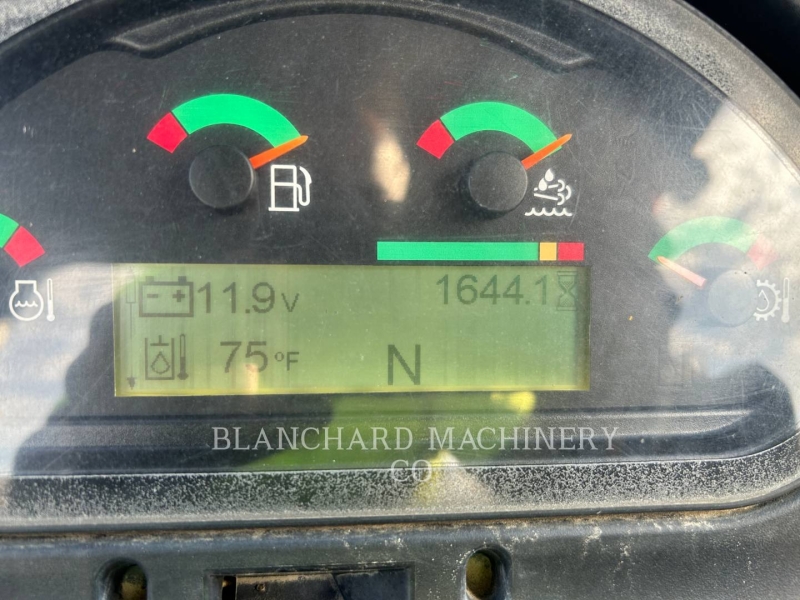 11.9V
1644.1
75°F
N
BLANCHARD MACHINERY
CO